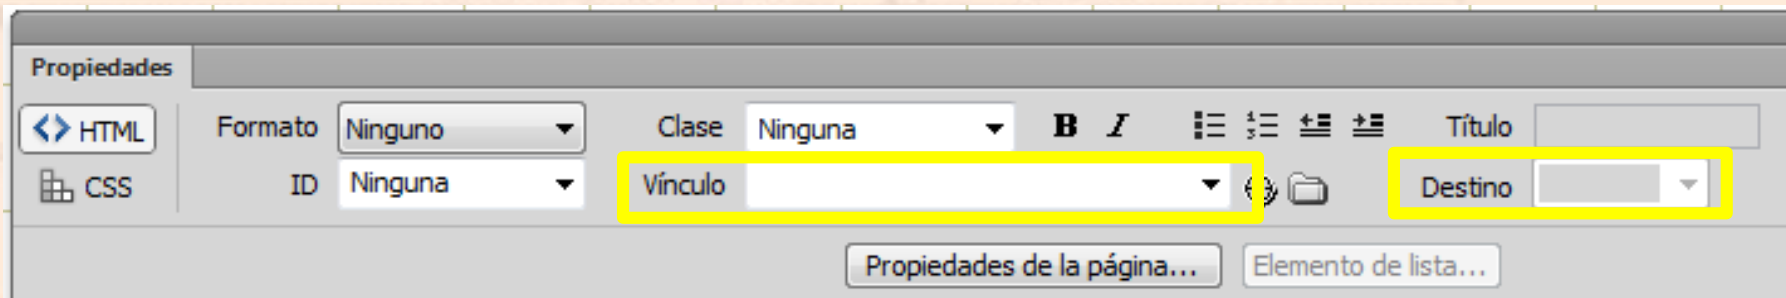 Propiedades
HTML Formato Ninguno Clase Ninguna B I Título
CSS ID Ninguna Vínculo Destino
Propiedades de la página... Elemento de lista...